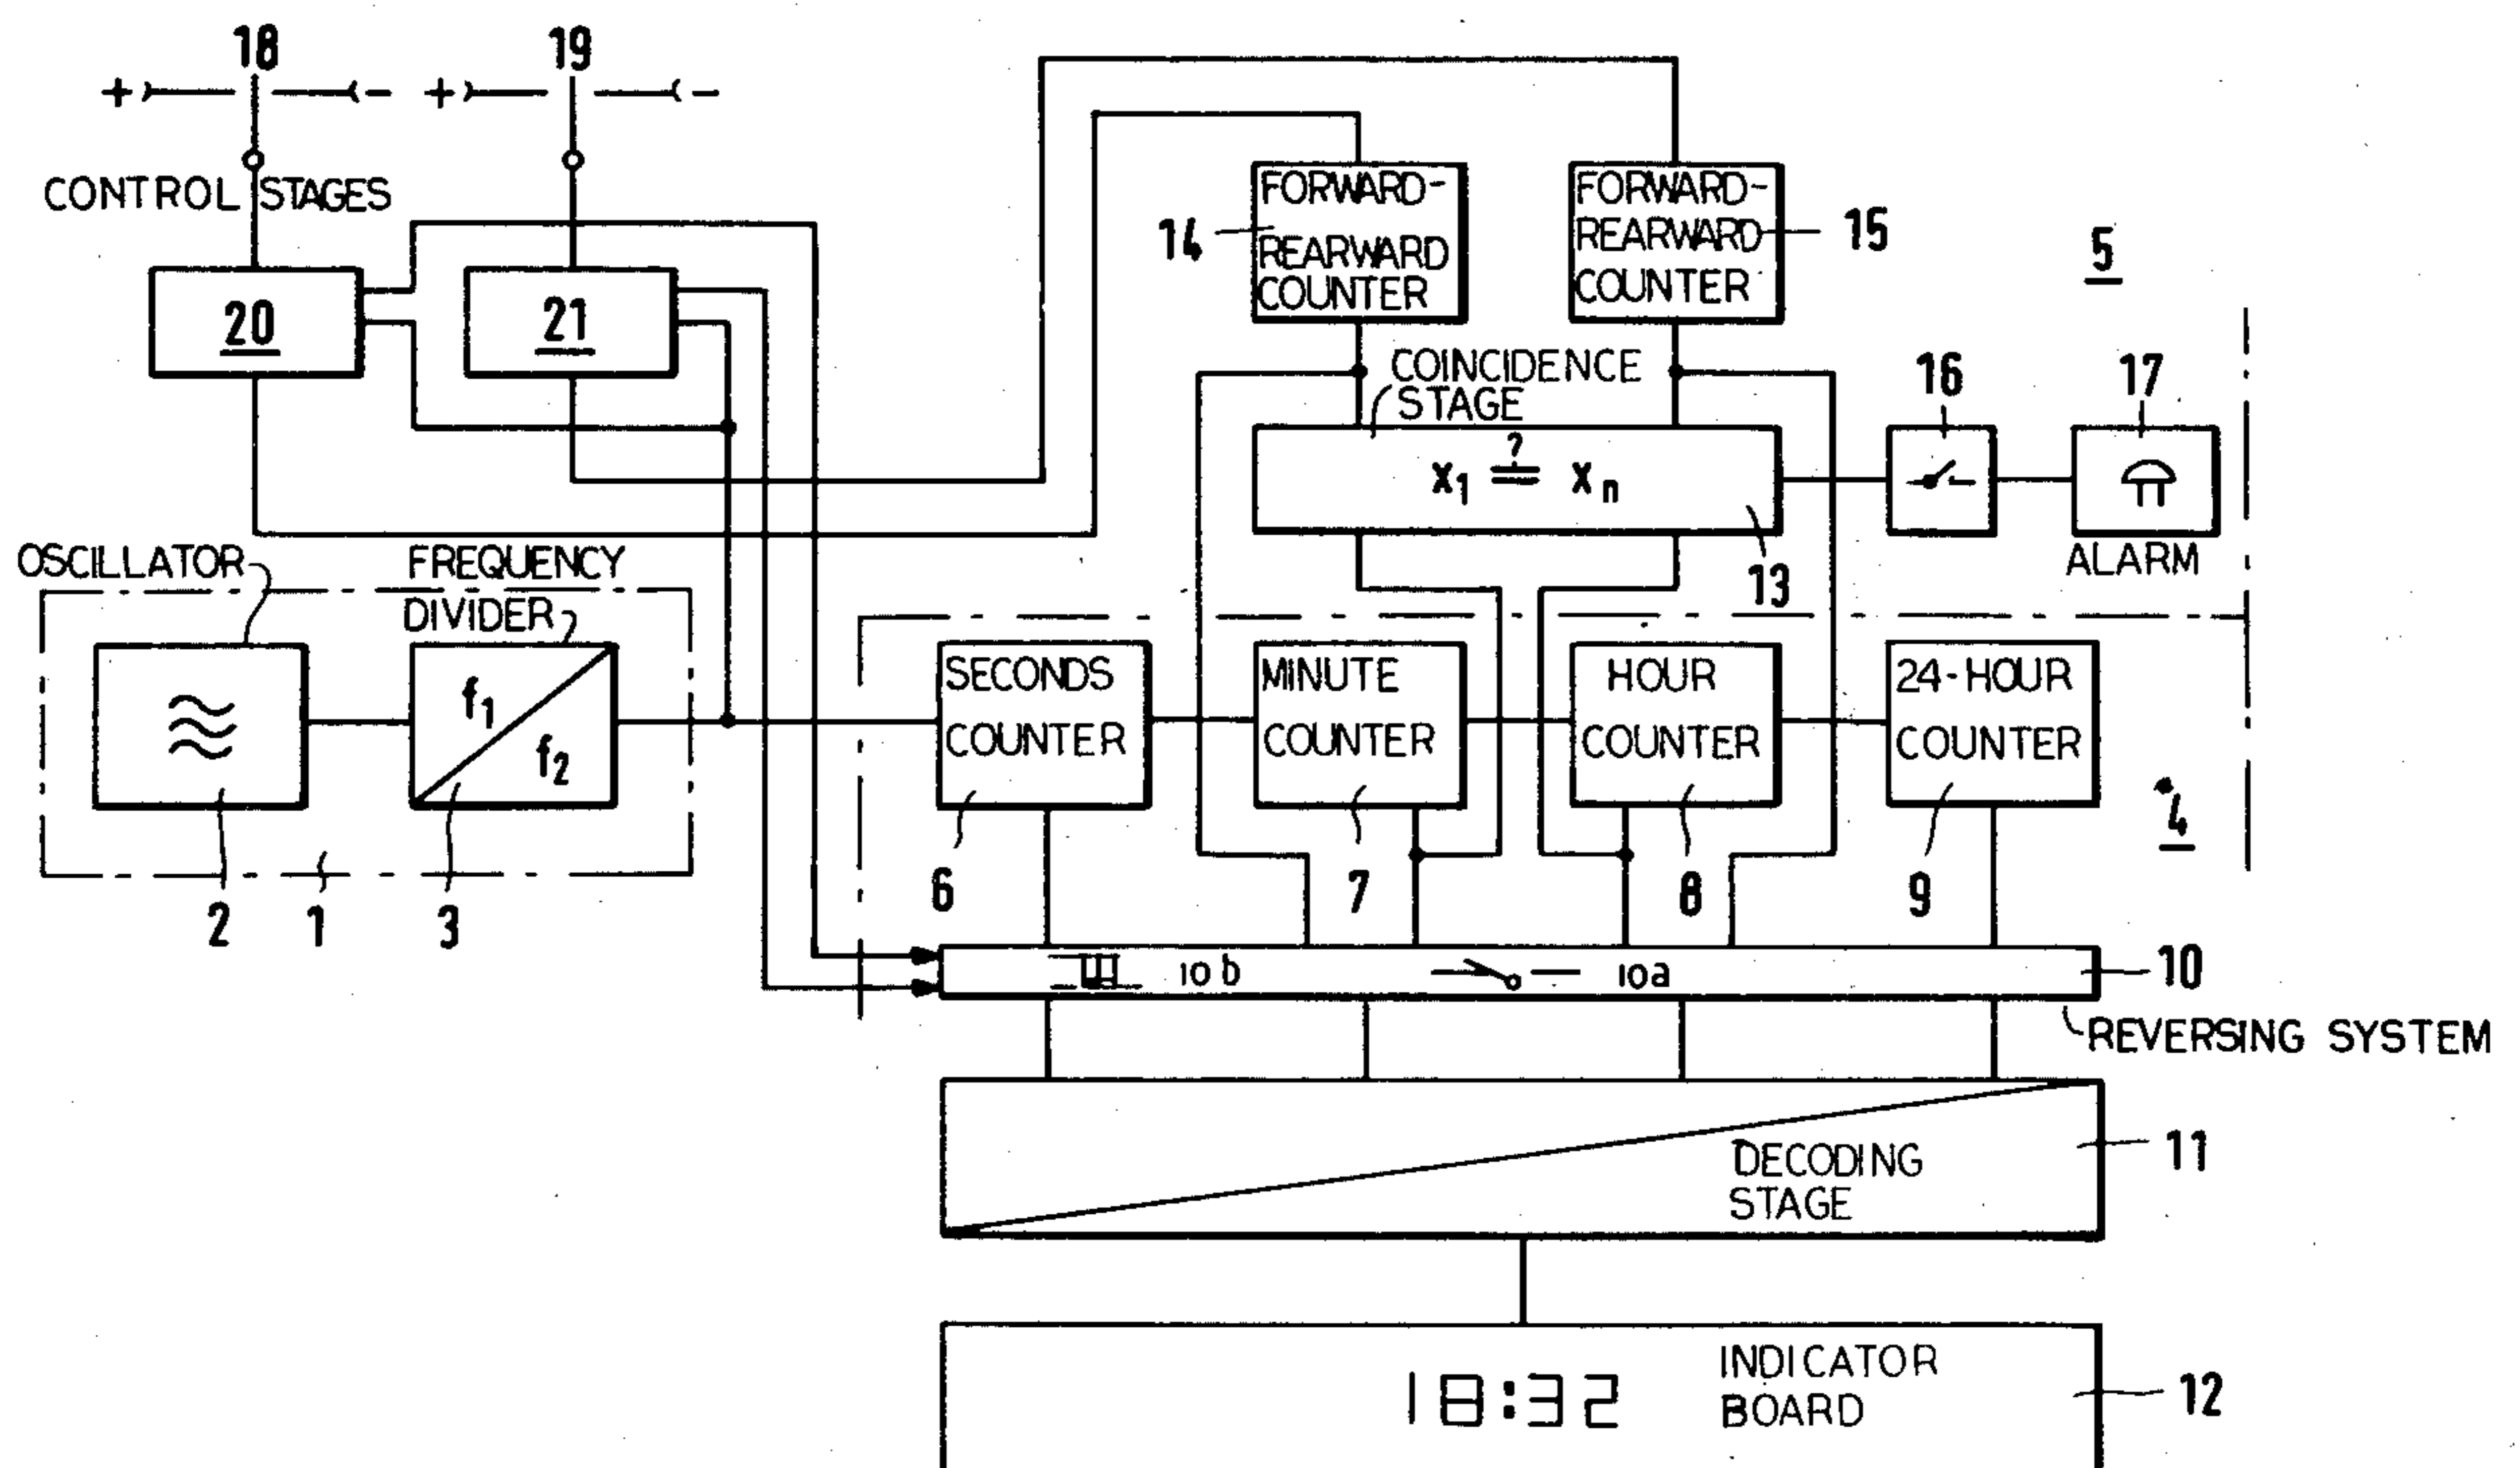 18
19
+ -
+ -
CONTROL STAGES
20
21
FORWARD-
REARWARD
COUNTER
14
FORWARD-
REARWARD
COUNTER
15
5
COINCIDENCE
STAGE
x1 ?= xn
13
16
17
ALARM
OSCILLATOR
FREQUENCY
DIVIDER
f1
f2
2
1
3
SECONDS
COUNTER
MINUTE
COUNTER
HOUR
COUNTER
24-HOUR
COUNTER
4
6
7
8
9
10b
10a
10
REVERSING SYSTEM
DECODING
STAGE
11
18:32
INDICATOR
BOARD
12